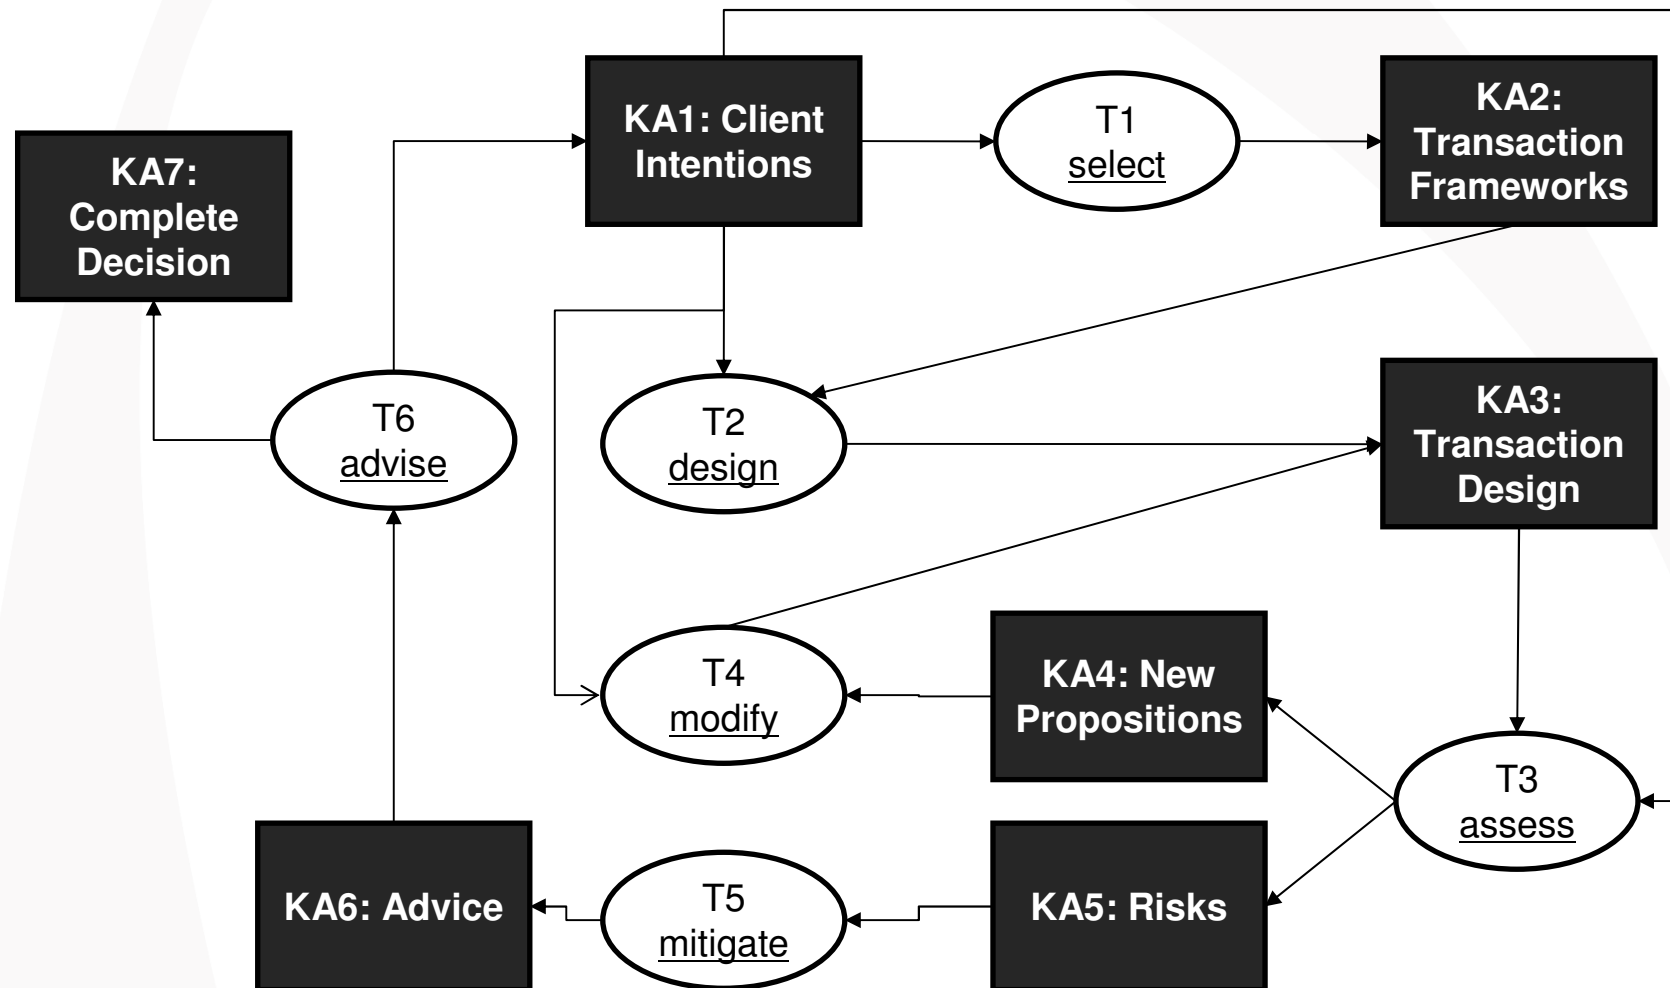 KA1: Client
Intentions
T1
select
KA2:
Transaction
Frameworks
KA7:
Complete
Decision
T6
advise
T2
design
KA3:
Transaction
Design
T4
modify
KA4: New
Propositions
T3
assess
KA6: Advice
T5
mitigate
KA5: Risks